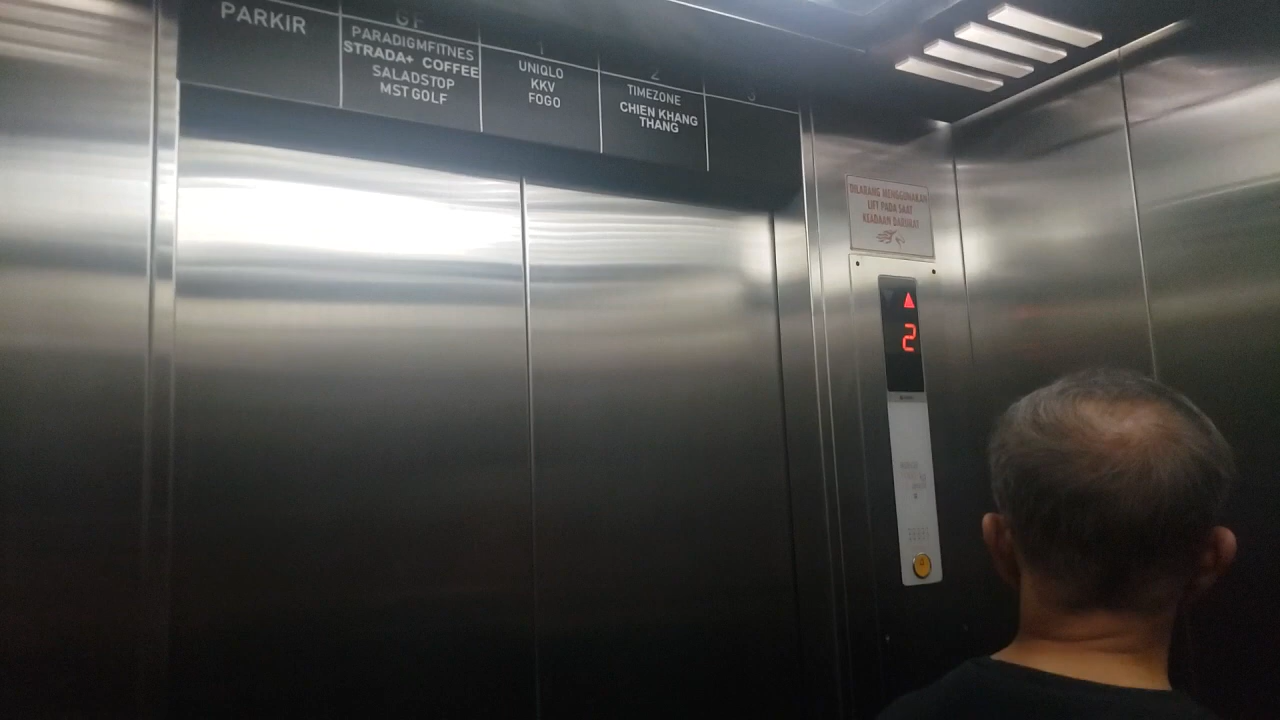 PARKIR
GF
PARADIGMFITNES
STRADA+ COFFEE
SALADSTOP
MST GOLF
1
UNIQLO
KKV
FOGO
2
TIMEZONE
CHIEN KHANG
THANG
3
DILARANG MENGGUNAKAN
LIFT PADA SAAT
KEADAAN DARURAT
2